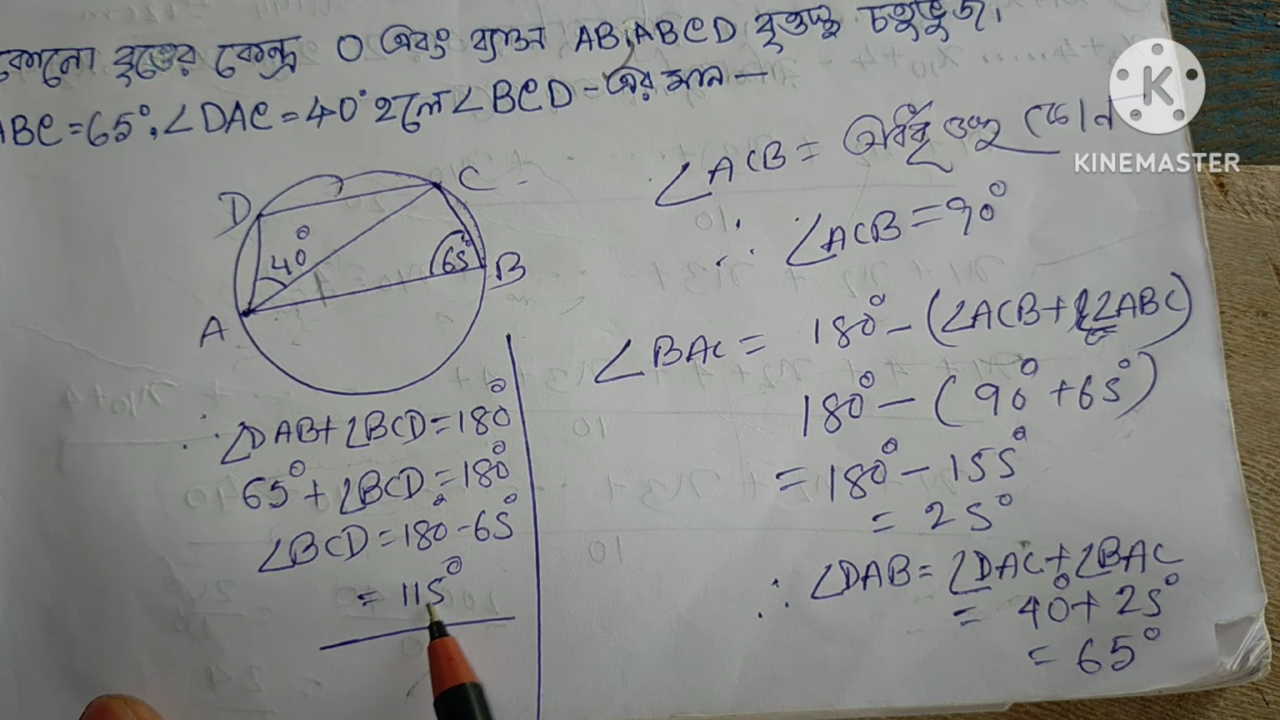 কোনো বৃত্তের কেন্দ্র O এবং ব্যাস AB, ABCD বৃত্তস্থ চতুর্ভুজ।
ABC = 65°, ∠DAC = 40° হলে ∠BCD-এর মান —
K
KINEMASTER
D
C
40°
65°
B
A
∠ACB = অর্ধবৃত্তস্থ কোন
∴ ∠ACB = 90°
∠BAC = 180° - (∠ACB + ∠ABC)
180° - (90° + 65°)
= 180° - 155°
= 25°
∴ ∠DAB = ∠DAC + ∠BAC
= 40° + 25°
= 65°
∴ ∠DAB + ∠BCD = 180°
65° + ∠BCD = 180°
∠BCD = 180° - 65°
= 115°